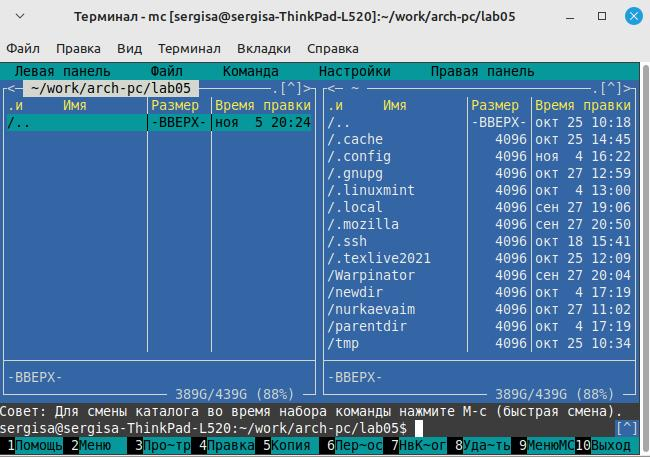 Терминал - mc [sergisa@sergisa-ThinkPad-L520]:~/work/arch-pc/lab05
Файл Правка Вид Терминал Вкладки Справка
Левая панель Файл Команда Настройки Правая панель
<— ~/work/arch-pc/lab05 .[^]> <— ~ .[^]>
.и Имя Размер Время правки .и Имя Размер Время правки
/.. -ВВЕРХ- ноя 5 20:24 /.. -ВВЕРХ- окт 25 10:18
/.cache 4096 окт 25 14:45
/.config 4096 ноя 4 16:22
/.gnupg 4096 окт 27 12:59
/.linuxmint 4096 окт 4 13:00
/.local 4096 сен 27 19:06
/.mozilla 4096 сен 27 20:50
/.ssh 4096 окт 18 15:41
/.texlive2021 4096 окт 25 12:09
/Warpinator 4096 сен 27 20:04
/newdir 4096 окт 4 17:19
/nurkaevaim 4096 окт 27 11:02
/parentdir 4096 окт 4 17:19
/tmp 4096 окт 25 10:34
-ВВЕРХ- -ВВЕРХ-
389G/439G (88%) 389G/439G (88%)
Совет: Для смены каталога во время набора команды нажмите M-c (быстрая смена).
sergisa@sergisa-ThinkPad-L520:~/work/arch-pc/lab05$ [^]
1Помощь 2Меню 3Про~тр 4Правка 5Копия 6Пер~ос 7НвК~ог 8Уда~ть 9МенюMC 10Выход